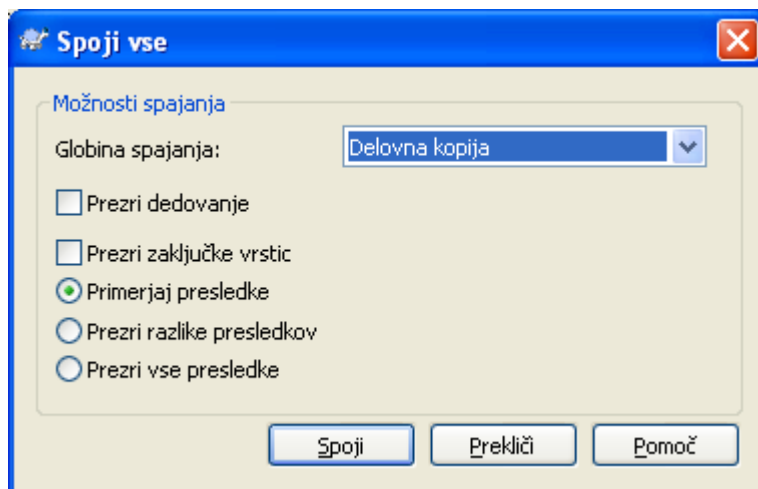 Spoji vse
Možnosti spajanja
Globina spajanja: Delovna kopija
Prezri dedovanje
Prezri zaključke vrstic
Primerjaj presledke
Prezri razlike presledkov
Prezri vse presledke
Spoji Prekliči Pomoč